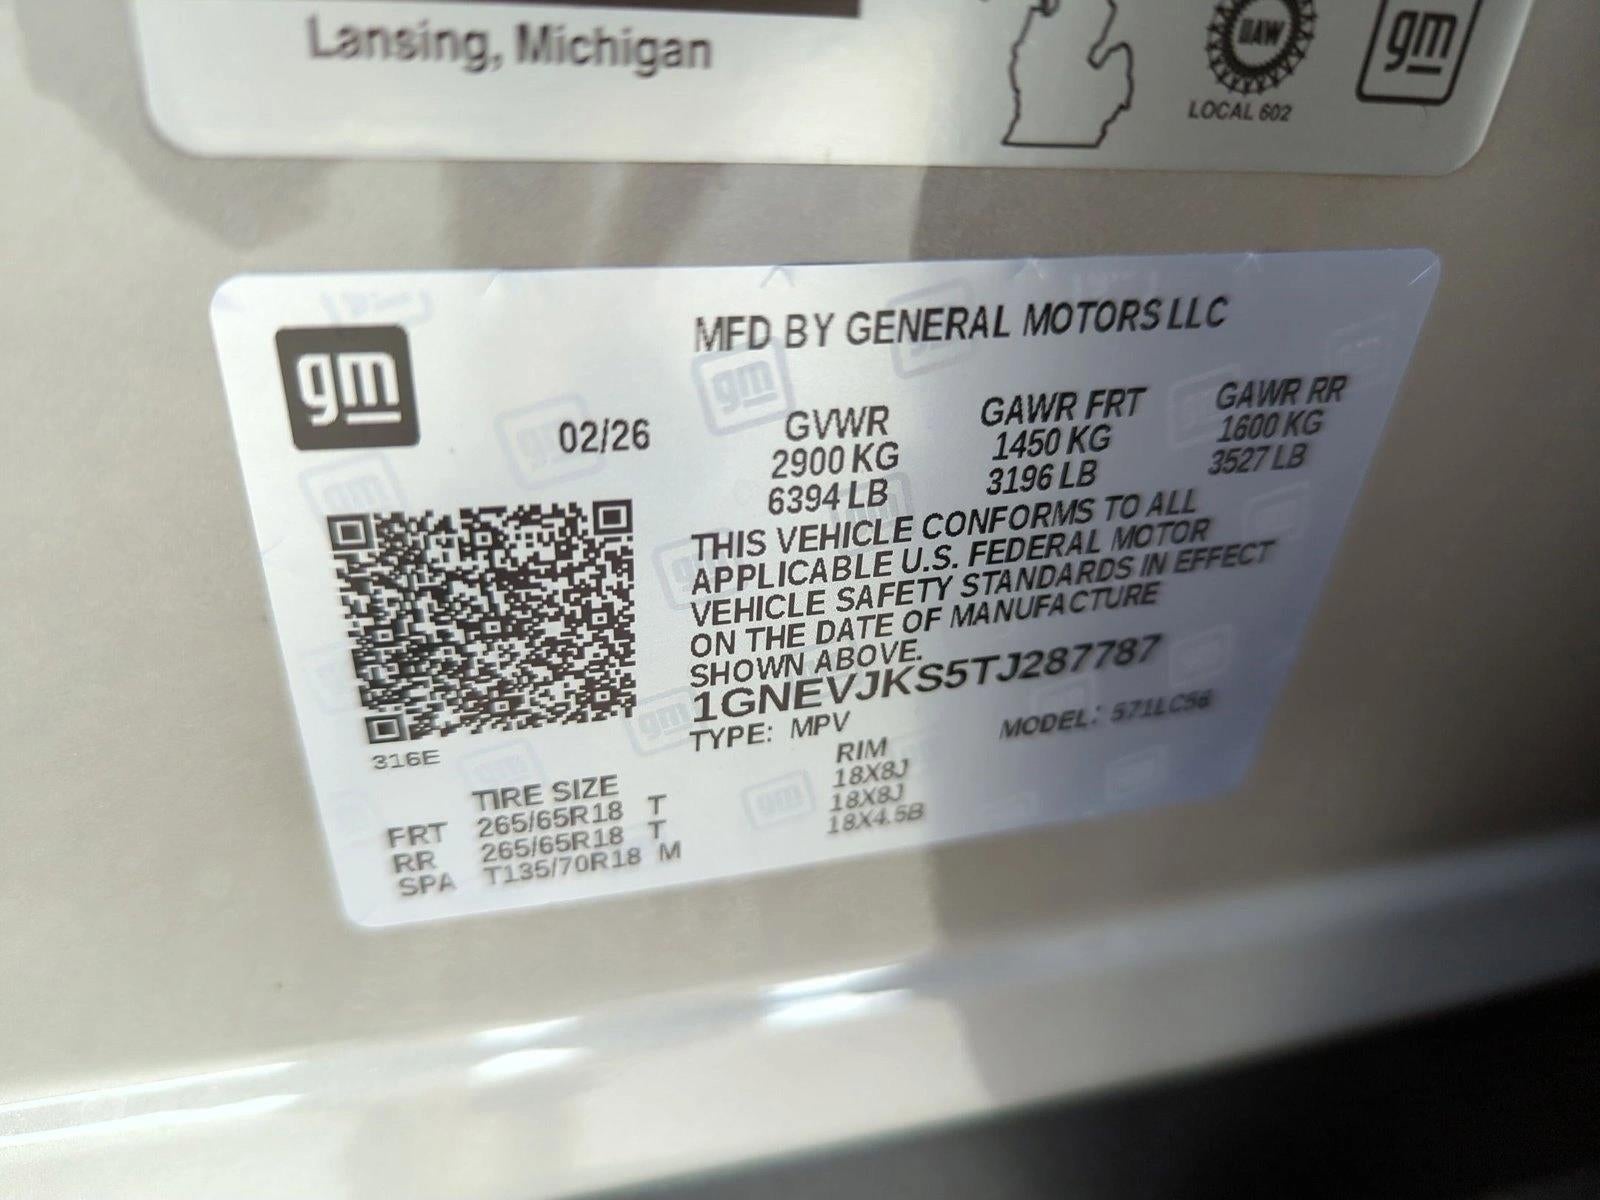 Lansing, Michigan
UAW
LOCAL 602
gm
gm
MFD BY GENERAL MOTORS LLC
02/26
GVWR
2900 KG
6394 LB
GAWR FRT
1450 KG
3196 LB
GAWR RR
1600 KG
3527 LB
THIS VEHICLE CONFORMS TO ALL
APPLICABLE U.S. FEDERAL MOTOR
VEHICLE SAFETY STANDARDS IN EFFECT
ON THE DATE OF MANUFACTURE
SHOWN ABOVE.
1GNEVJKS5TJ287787
TYPE: MPV MODEL: 571LC56
316E
TIRE SIZE RIM
FRT 265/65R18 T 18X8J
RR 265/65R18 T 18X8J
SPA T135/70R18 M 18X4.5B